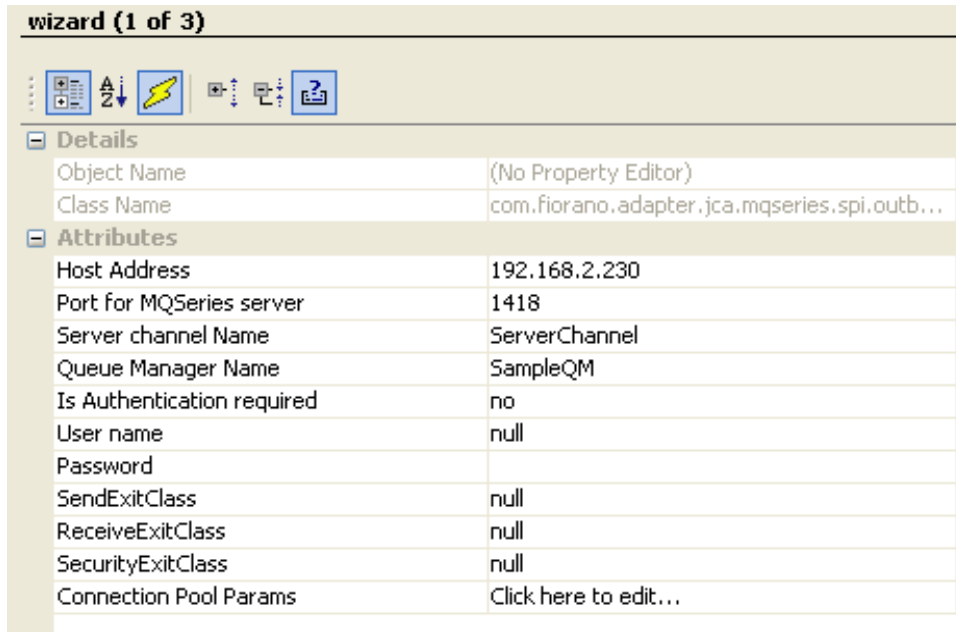 wizard (1 of 3)
Details
Object Name (No Property Editor)
Class Name com.fiorano.adapter.jca.mqseries.spi.outb...
Attributes
Host Address 192.168.2.230
Port for MQSeries server 1418
Server channel Name ServerChannel
Queue Manager Name SampleQM
Is Authentication required no
User name null
Password
SendExitClass null
ReceiveExitClass null
SecurityExitClass null
Connection Pool Params Click here to edit...